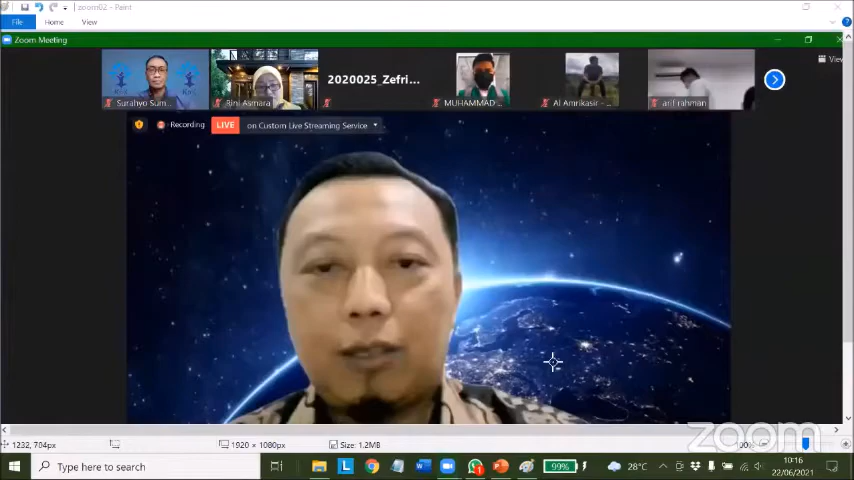 zoom02 - Paint
File Home View
Zoom Meeting
View
2020025_Zefri...
Surahyo Sum... Rini Asmara MUHAMMAD ... Al Amrikasir - ... arif rahman
Recording LIVE on Custom Live Streaming Service
zoom
1232, 704px 1920 × 1080px Size: 1.2MB 100%
Type here to search 99% 28°C 10:16
22/06/2021